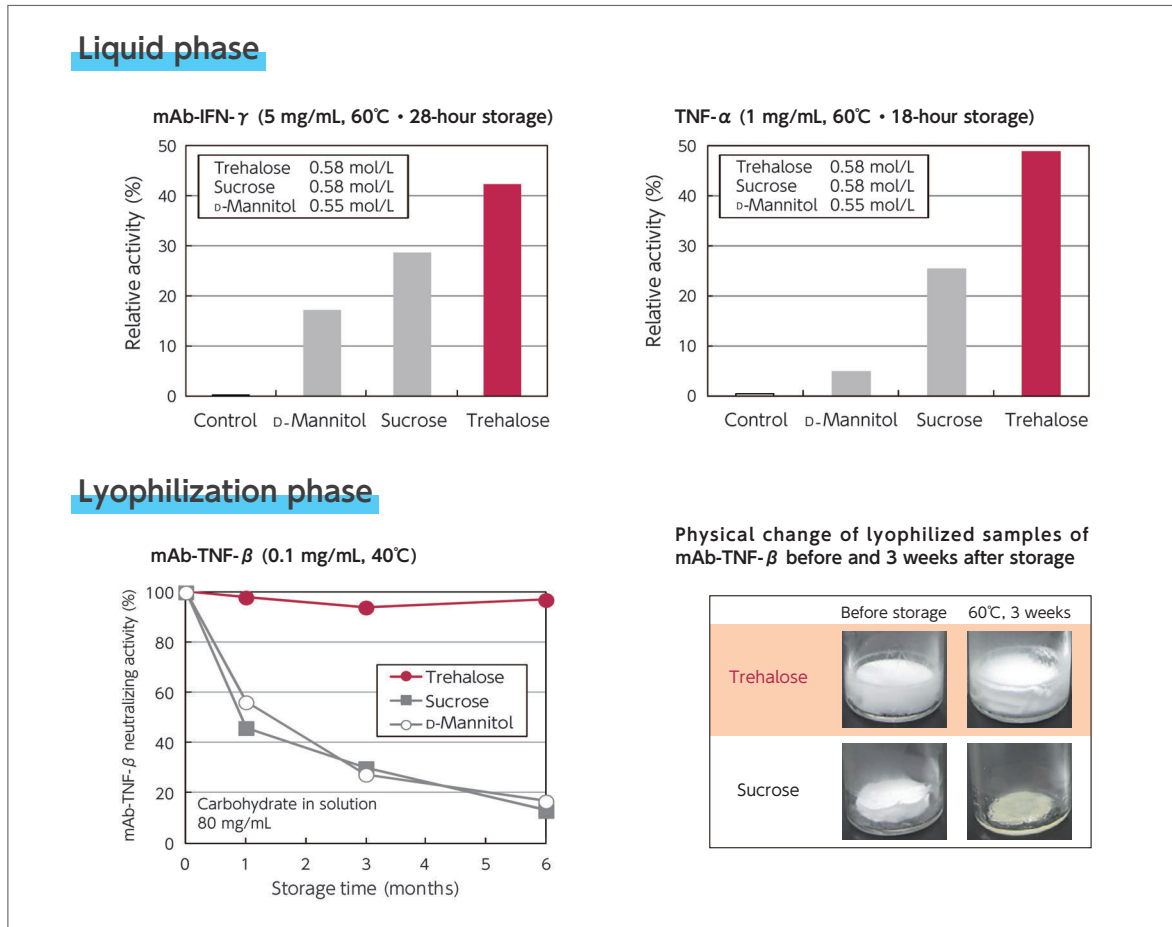 Liquid phase
mAb-IFN-γ (5 mg/mL, 60℃・28-hour storage)
Relative activity (%)
50
40
30
20
10
0
Trehalose 0.58 mol/L
Sucrose 0.58 mol/L
D-Mannitol 0.55 mol/L
Control D-Mannitol Sucrose Trehalose
TNF-α (1 mg/mL, 60℃・18-hour storage)
Relative activity (%)
50
40
30
20
10
0
Trehalose 0.58 mol/L
Sucrose 0.58 mol/L
D-Mannitol 0.55 mol/L
Control D-Mannitol Sucrose Trehalose
Lyophilization phase
mAb-TNF-β (0.1 mg/mL, 40℃)
mAb-TNF-β neutralizing activity (%)
100
80
60
40
20
0
Trehalose
Sucrose
D-Mannitol
Carbohydrate in solution
80 mg/mL
0 1 2 3 4 5 6
Storage time (months)
Physical change of lyophilized samples of
mAb-TNF-β before and 3 weeks after storage
Before storage 60℃, 3 weeks
Trehalose
Sucrose